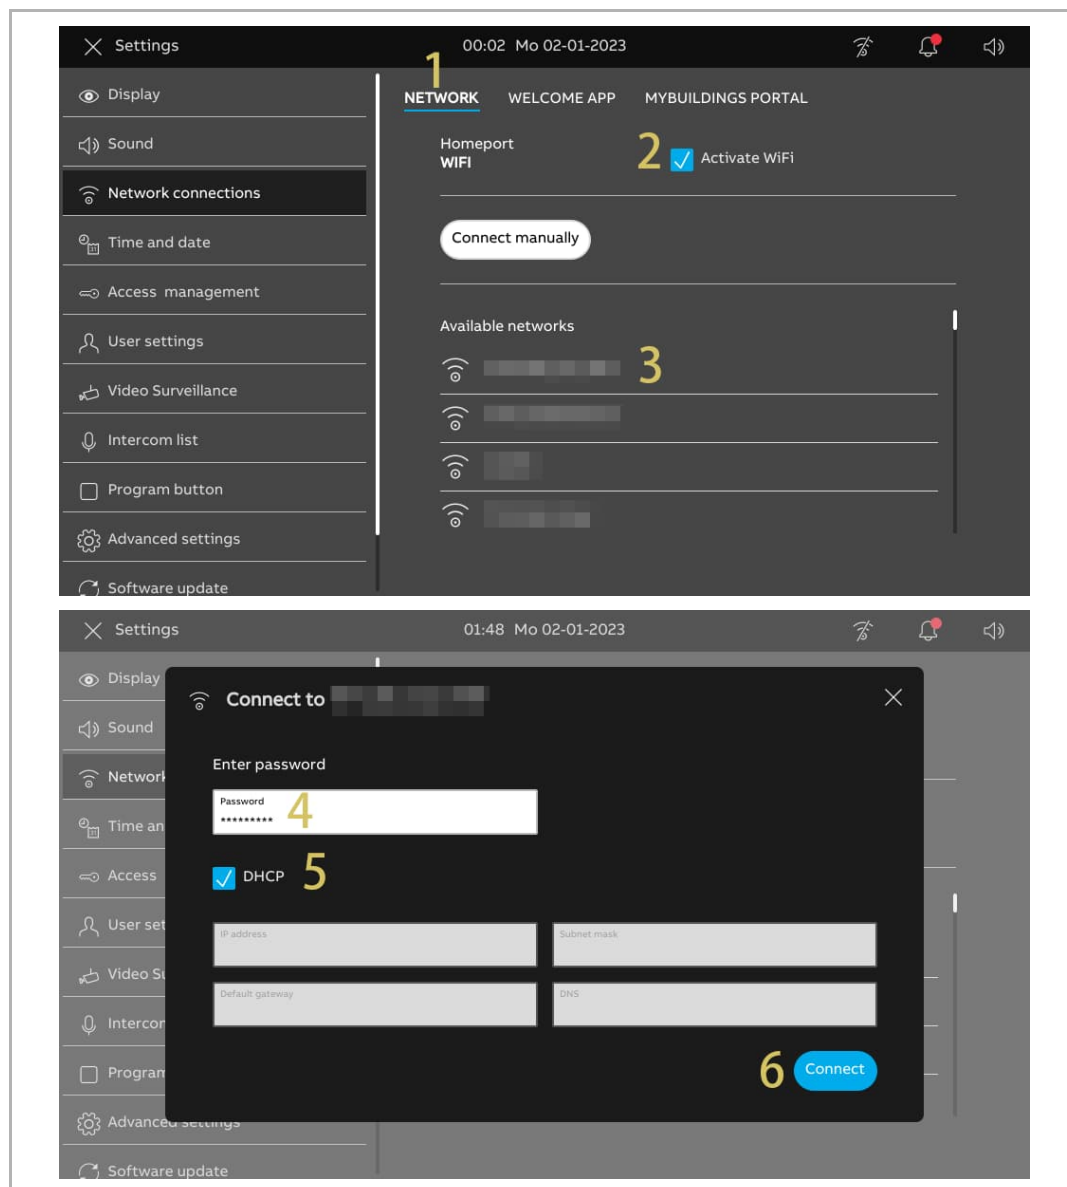 Settings
00:02 Mo 02-01-2023
1
Display
NETWORK WELCOME APP MYBUILDINGS PORTAL
Sound
Homeport
WIFI
2
Activate WiFi
Network connections
Connect manually
Time and date
Access management
Available networks
User settings
3
Video Surveillance
Intercom list
Program button
Advanced settings
Software update
Settings
01:48 Mo 02-01-2023
Display
Connect to
Sound
Enter password
Network
Password
*********
4
Time an
DHCP
5
Access
User set
IP address
Subnet mask
Video Su
Default gateway
DNS
Intercor
6
Connect
Program
Advanced settings
Software update